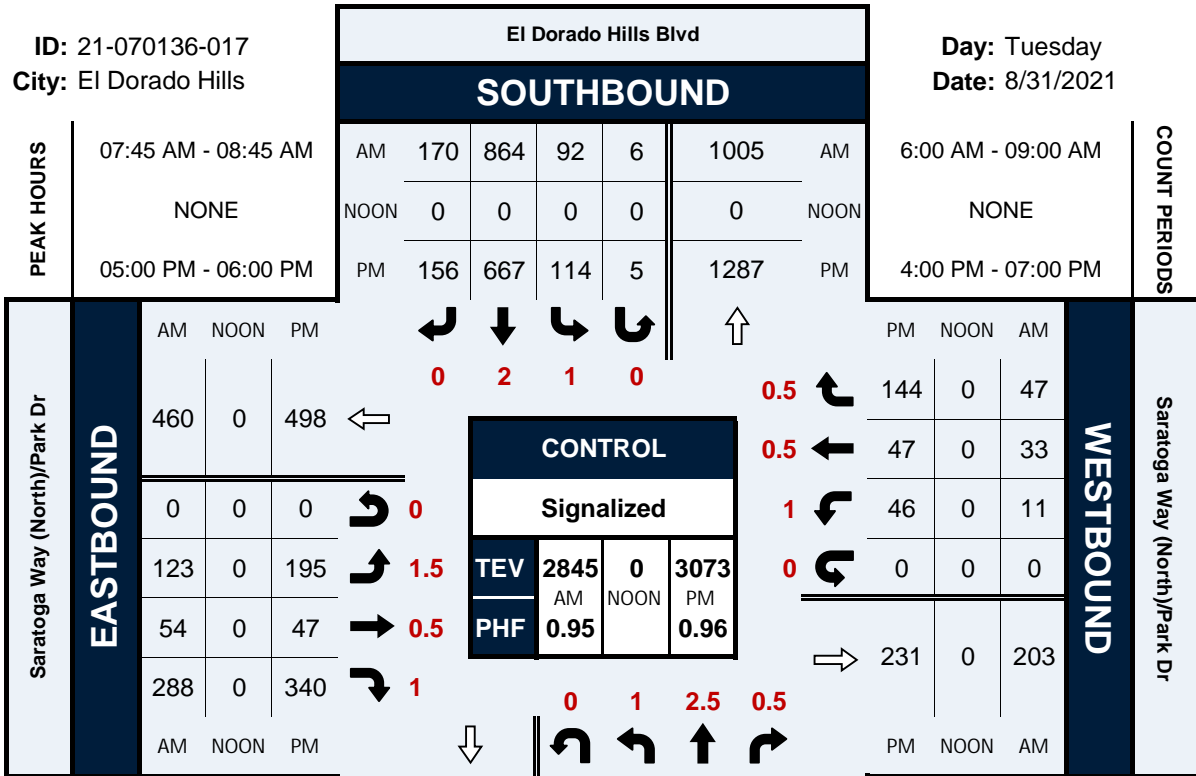 ID: 21-070136-017
City: El Dorado Hills
El Dorado Hills Blvd
SOUTHBOUND
Day: Tuesday
Date: 8/31/2021
PEAK HOURS
07:45 AM - 08:45 AM
NONE
05:00 PM - 06:00 PM
AM 170 864 92 6 1005 AM
NOON 0 0 0 0 0 NOON
PM 156 667 114 5 1287 PM
6:00 AM - 09:00 AM
NONE
4:00 PM - 07:00 PM
COUNT PERIODS
0 2 1 0
Saratoga Way (North)/Park Dr
EASTBOUND
AM NOON PM
460 0 498
0 0 0 0
123 0 195 1.5
54 0 47 0.5
288 0 340 1
AM NOON PM
CONTROL
Signalized
TEV 2845 0 3073
AM NOON PM
PHF 0.95 0.96
PM NOON AM
0.5 144 0 47
0.5 47 0 33
1 46 0 11
0 0 0 0
231 0 203
PM NOON AM
WESTBOUND
Saratoga Way (North)/Park Dr
0 1 2.5 0.5